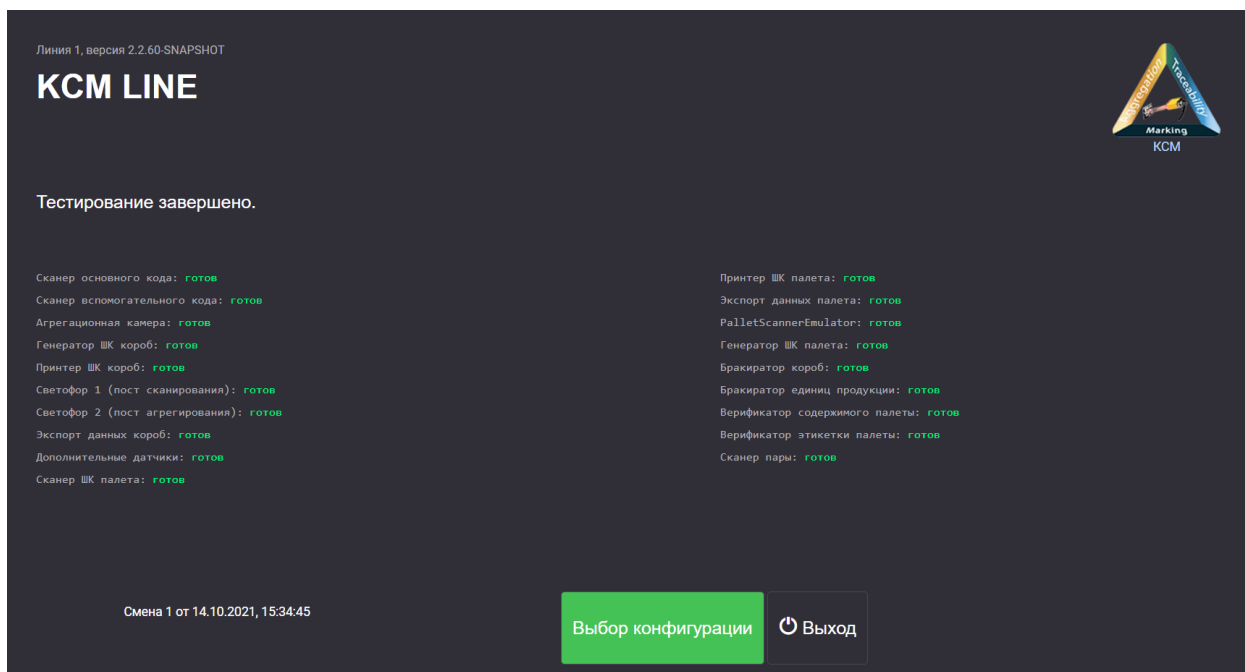 Линия 1, версия 2.2.60-SNAPSHOT
KCM LINE
Aggregation
Traceability
Marking
KCM
Тестирование завершено.
Сканер основного кода: готов
Сканер вспомогательного кода: готов
Агрегационная камера: готов
Генератор ШК короб: готов
Принтер ШК короб: готов
Светофор 1 (пост сканирования): готов
Светофор 2 (пост агрегирования): готов
Экспорт данных короб: готов
Дополнительные датчики: готов
Сканер ШК палета: готов
Принтер ШК палета: готов
Экспорт данных палета: готов
PalletScannerEmulator: готов
Генератор ШК палета: готов
Бракиратор короб: готов
Бракиратор единиц продукции: готов
Верификатор содержимого палеты: готов
Верификатор этикетки палеты: готов
Сканер пары: готов
Смена 1 от 14.10.2021, 15:34:45
Выбор конфигурации
Выход